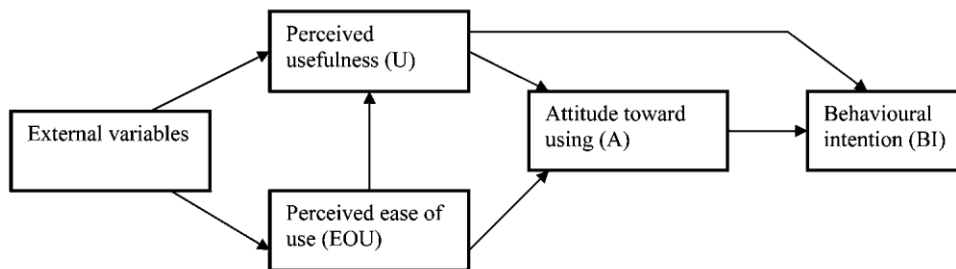 External variables
Perceived
usefulness (U)
Perceived ease of
use (EOU)
Attitude toward
using (A)
Behavioural
intention (BI)